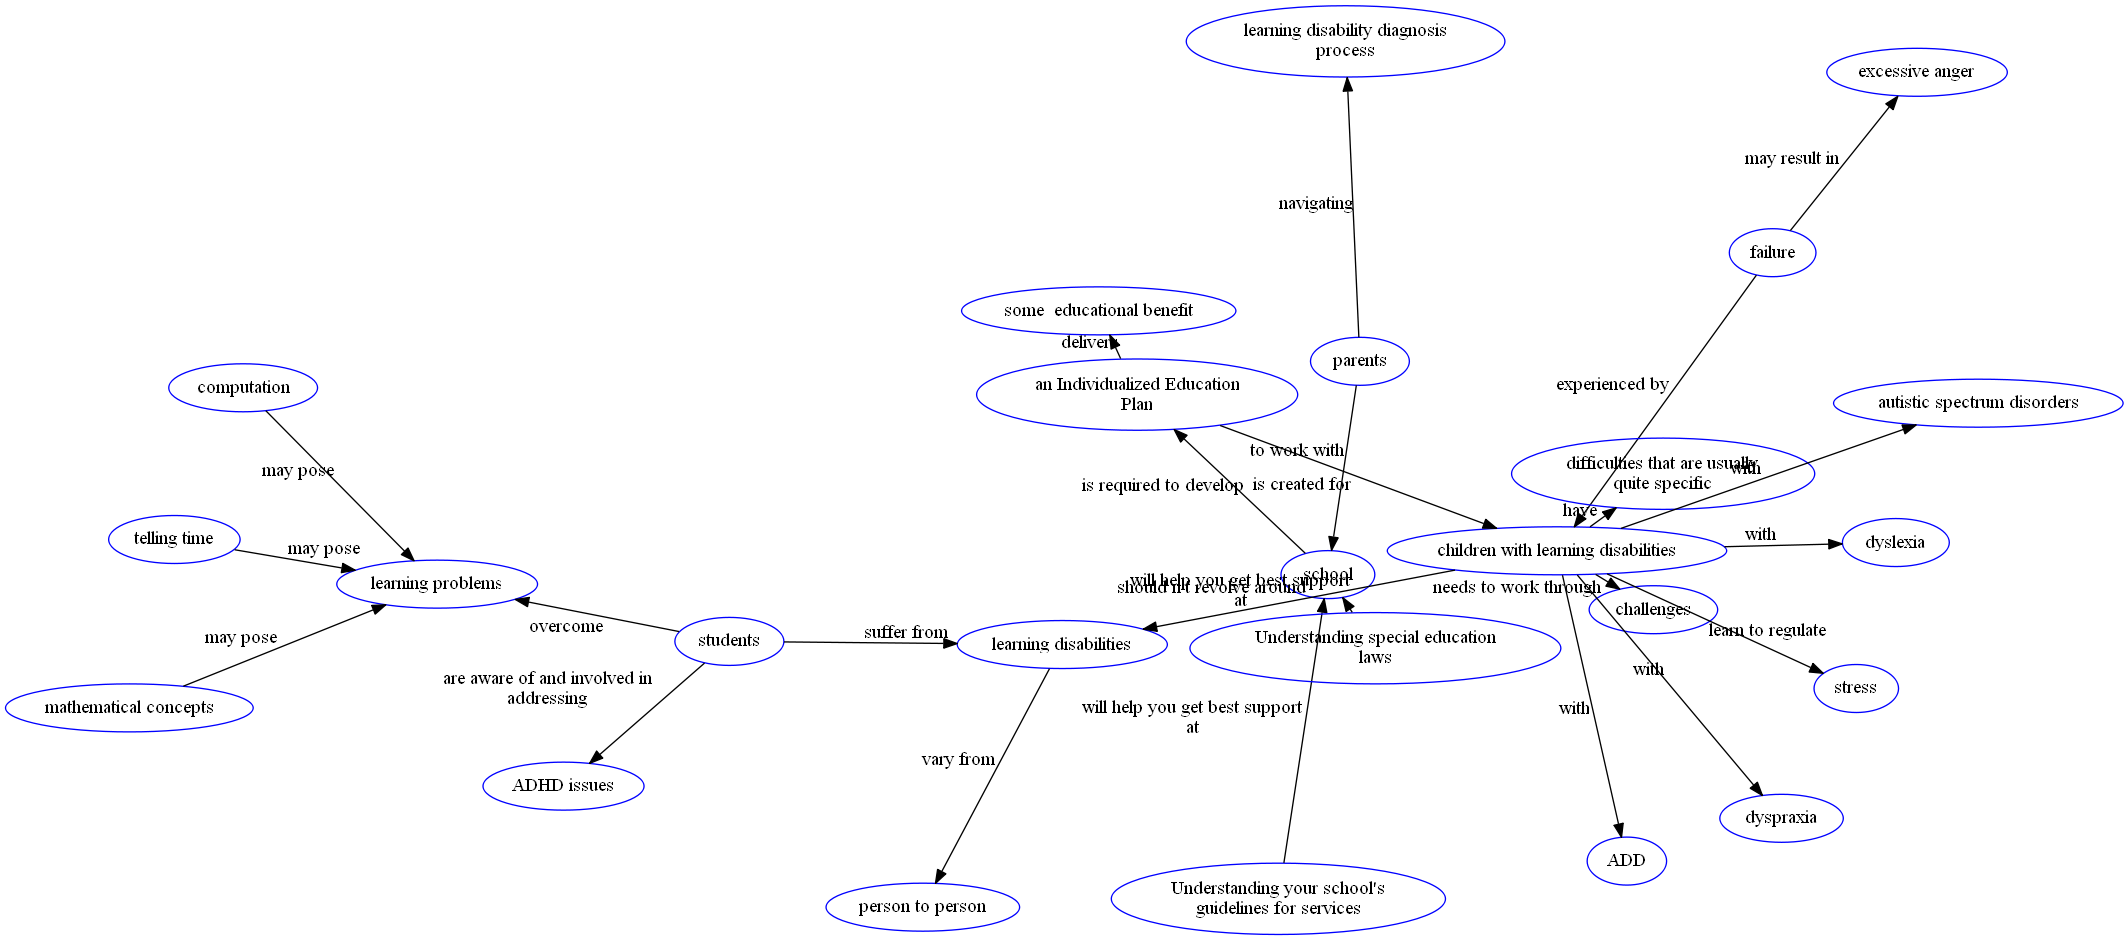 learning disability diagnosis
process
excessive anger
may result in
navigating
failure
some  educational benefit
delivery
parents
an Individualized Education
Plan
computation
experienced by
autistic spectrum disorders
to work with
difficulties that are usually
quite specific
with
may pose
is required to develop
is created for
have
telling time
may pose
children with learning disabilities
with
dyslexia
learning problems
school
will help you get best support
at
should n't revolve around
needs to work through
challenges
overcome
students
suffer from
learning disabilities
Understanding special education
laws
learn to regulate
may pose
are aware of and involved in
addressing
with
stress
mathematical concepts
will help you get best support
at
with
vary from
ADHD issues
dyspraxia
ADD
person to person
Understanding your school's
guidelines for services